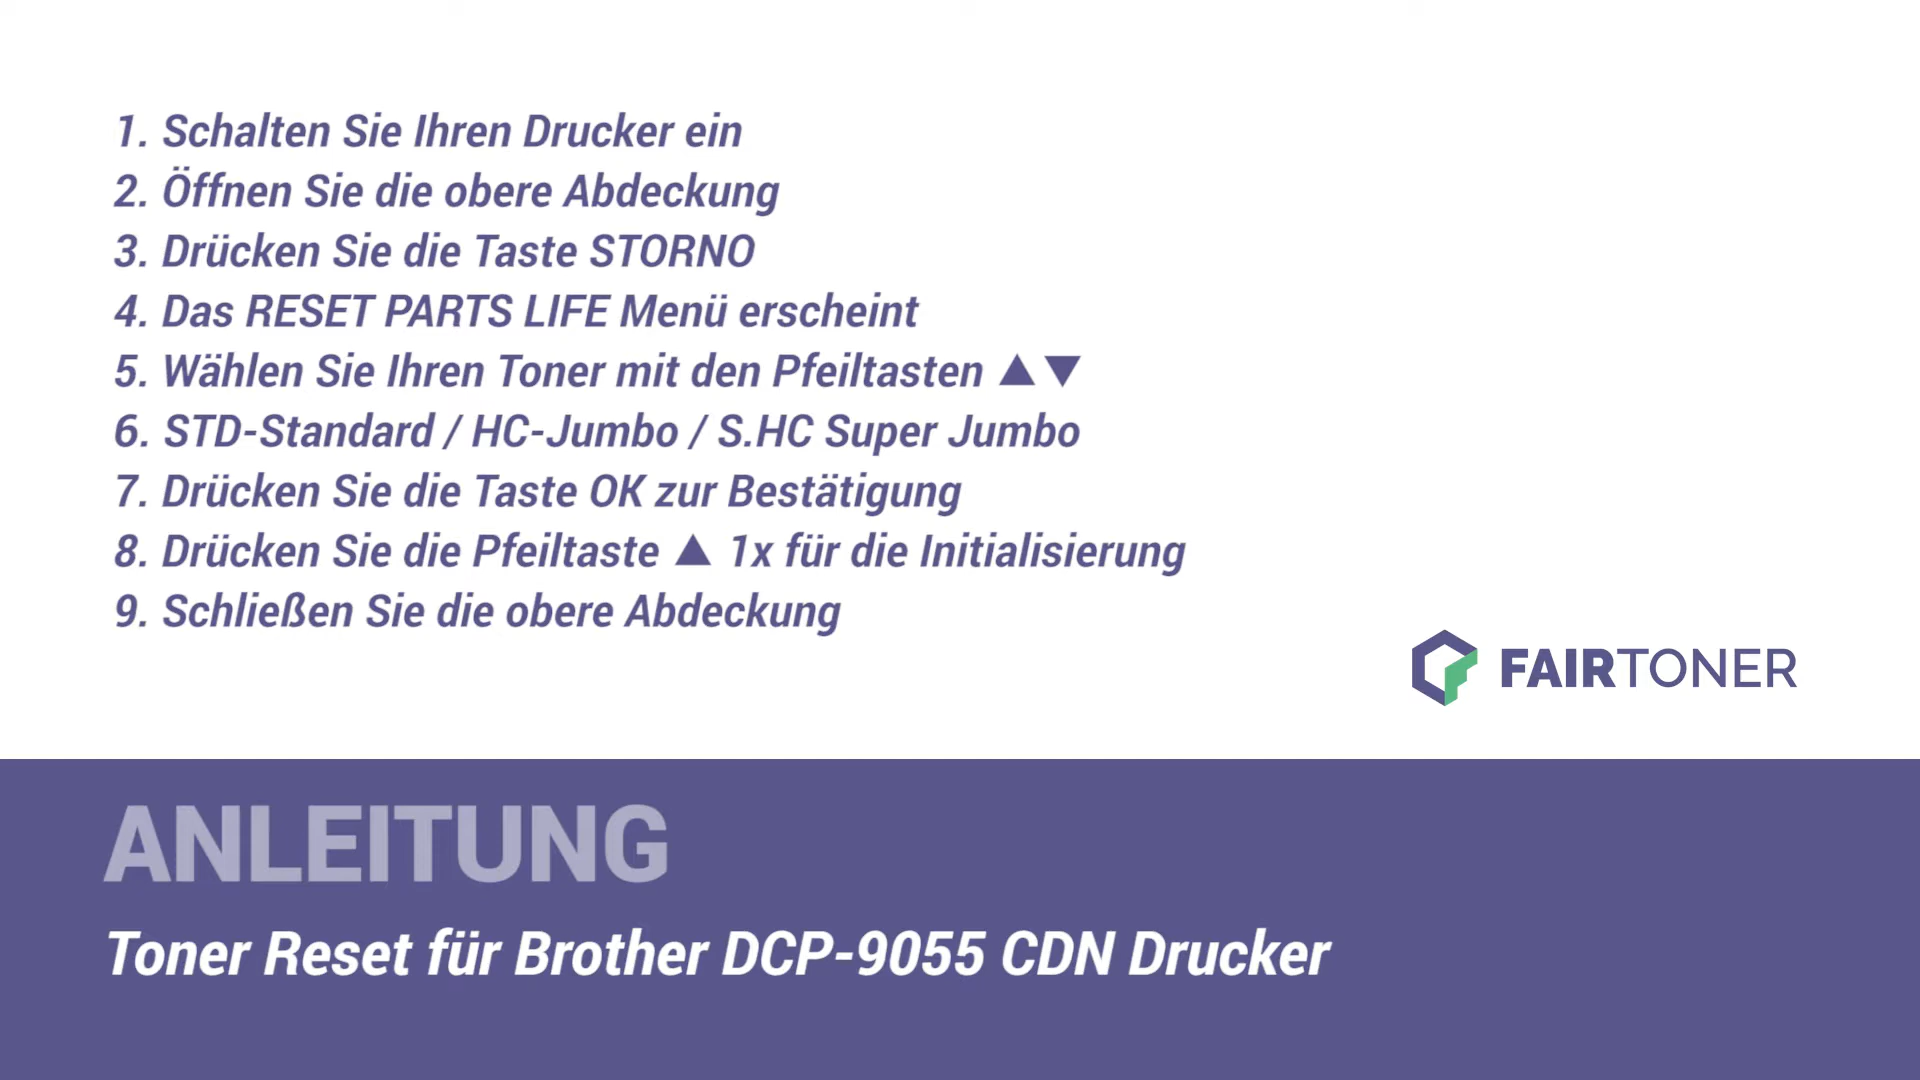 1. Schalten Sie Ihren Drucker ein
2. Öffnen Sie die obere Abdeckung
3. Drücken Sie die Taste STORNO
4. Das RESET PARTS LIFE Menü erscheint
5. Wählen Sie Ihren Toner mit den Pfeiltasten ▲▼
6. STD-Standard / HC-Jumbo / S.HC Super Jumbo
7. Drücken Sie die Taste OK zur Bestätigung
8. Drücken Sie die Pfeiltaste ▲ 1x für die Initialisierung
9. Schließen Sie die obere Abdeckung
FAIRTONER
ANLEITUNG
Toner Reset für Brother DCP-9055 CDN Drucker